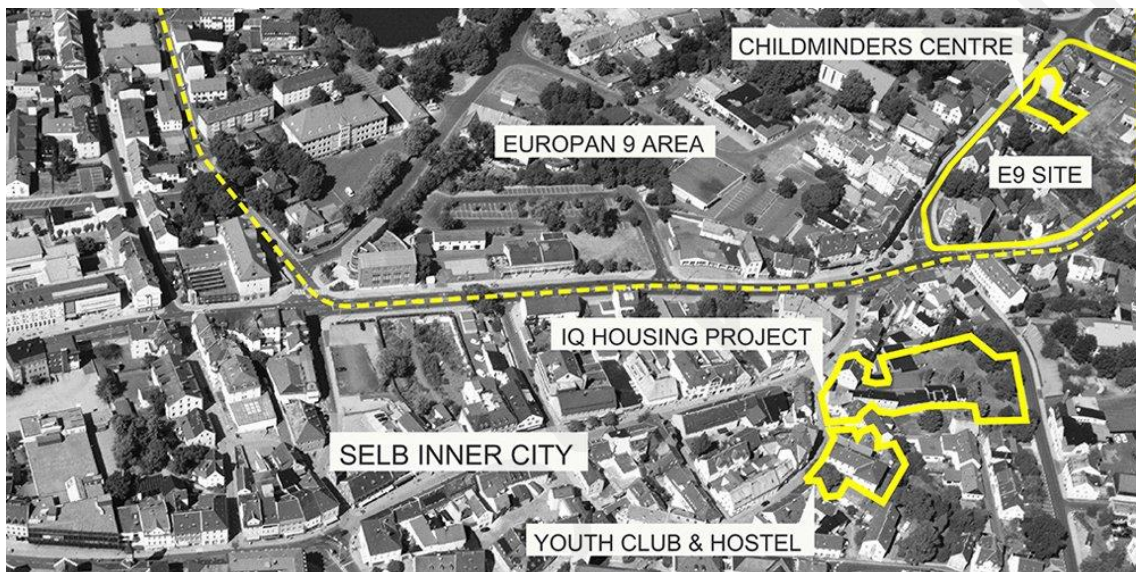 CHILDMINDERS CENTRE
EUROPAN 9 AREA
E9 SITE
IQ HOUSING PROJECT
SELB INNER CITY
YOUTH CLUB & HOSTEL